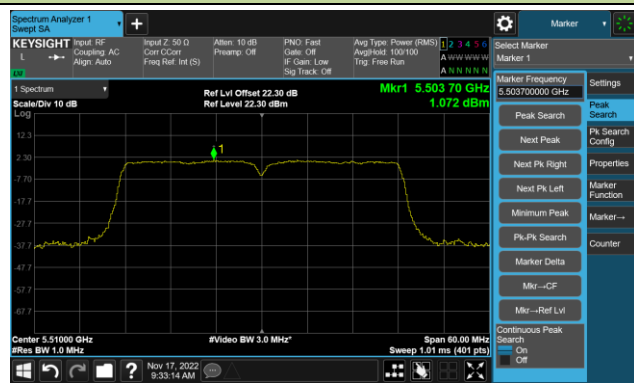 Spectrum Analyzer 1
Swept SA
Marker
KEYSIGHT
L
LXI
Input: RF
Coupling: AC
Align: Auto
Input Z: 50 Ω
Corr CCorr
Freq Ref: Int (S)
Atten: 10 dB
Preamp: Off
PNO: Fast
Gate: Off
IF Gain: Low
Sig Track: Off
Avg Type: Power (RMS)
Avg|Hold: 100/100
Trig: Free Run
1 2 3 4 5 6
A W W W W W
A N N N N N
Select Marker
Marker 1
1 Spectrum
Scale/Div 10 dB
Log
Ref Lvl Offset 22.30 dB
Ref Level 22.30 dBm
Mkr1 5.503 70 GHz
1.072 dBm
1
12.3
2.30
-7.70
-17.7
-27.7
-37.7
-47.7
-57.7
-67.7
Center 5.51000 GHz
#Res BW 1.0 MHz
#Video BW 3.0 MHz*
Span 60.00 MHz
Sweep 1.01 ms (401 pts)
Marker Frequency
5.503700000 GHz
Peak Search
Next Peak
Next Pk Right
Next Pk Left
Minimum Peak
Pk-Pk Search
Marker Delta
Mkr→CF
Mkr→Ref Lvl
Continuous Peak
Search
On
Off
Settings
Peak
Search
Pk Search
Config
Properties
Marker
Function
Marker→
Counter
?
Nov 17, 2022
9:33:14 AM